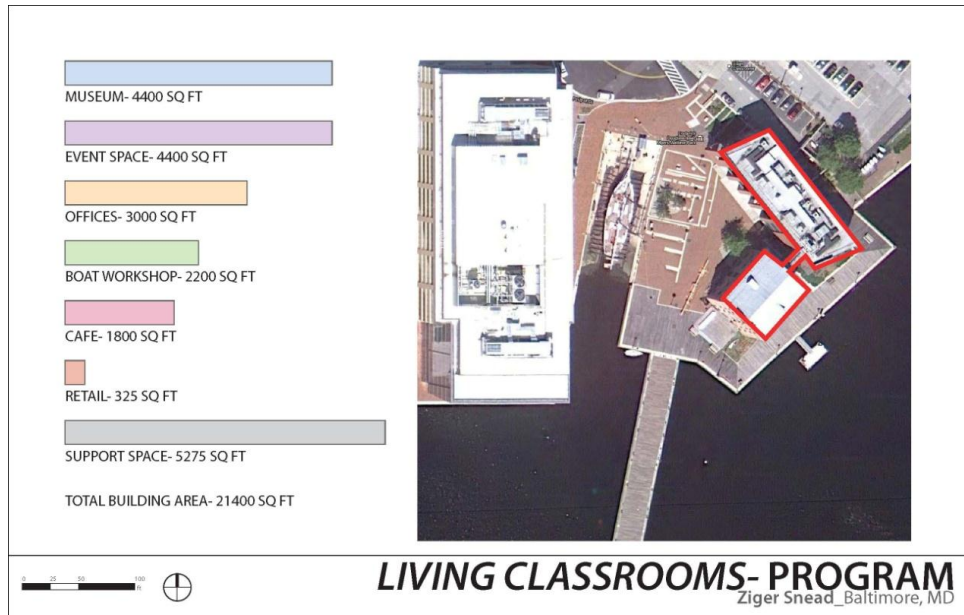 MUSEUM- 4400 SQ FT
EVENT SPACE- 4400 SQ FT
OFFICES- 3000 SQ FT
BOAT WORKSHOP- 2200 SQ FT
CAFE- 1800 SQ FT
RETAIL- 325 SQ FT
SUPPORT SPACE- 5275 SQ FT
TOTAL BUILDING AREA- 21400 SQ FT
0 25 50 100
ft
LIVING CLASSROOMS- PROGRAM
Ziger Snead_Baltimore, MD